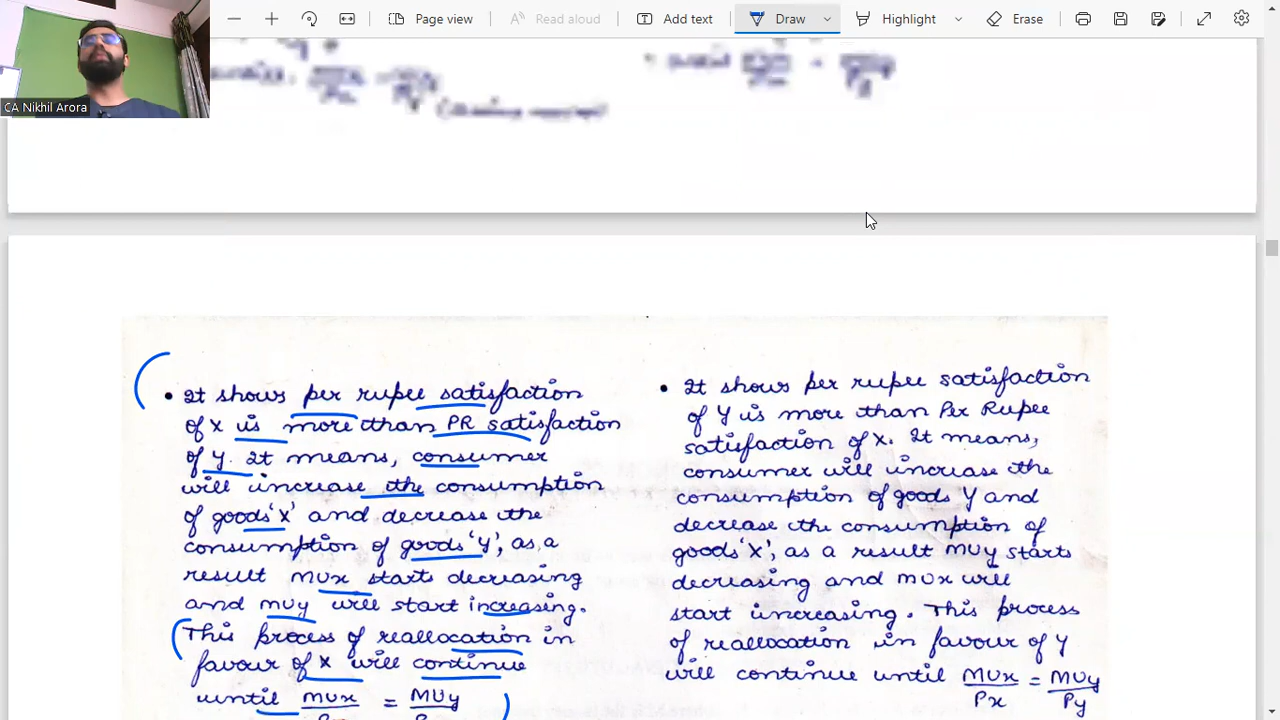 Page view
Read aloud
Add text
Draw
Highlight
Erase
CA Nikhil Arora
It shows per rupee satisfaction
of X is more than PR satisfaction
of Y. It means, consumer
will increase the consumption
of goods 'X' and decrease the
consumption of goods 'Y', as a
result MUx starts decreasing
and MUy will start increasing.
This process of reallocation in
favour of X will continue
until MUx = MUy
It shows per rupee satisfaction
of Y is more than Per Rupee
satisfaction of X. It means,
consumer will increase the
consumption of goods Y and
decrease the consumption of
goods 'X', as a result MUy starts
decreasing and MUx will
start increasing. This process
of reallocation in favour of Y
will continue until MUx/Px = MUy/Py